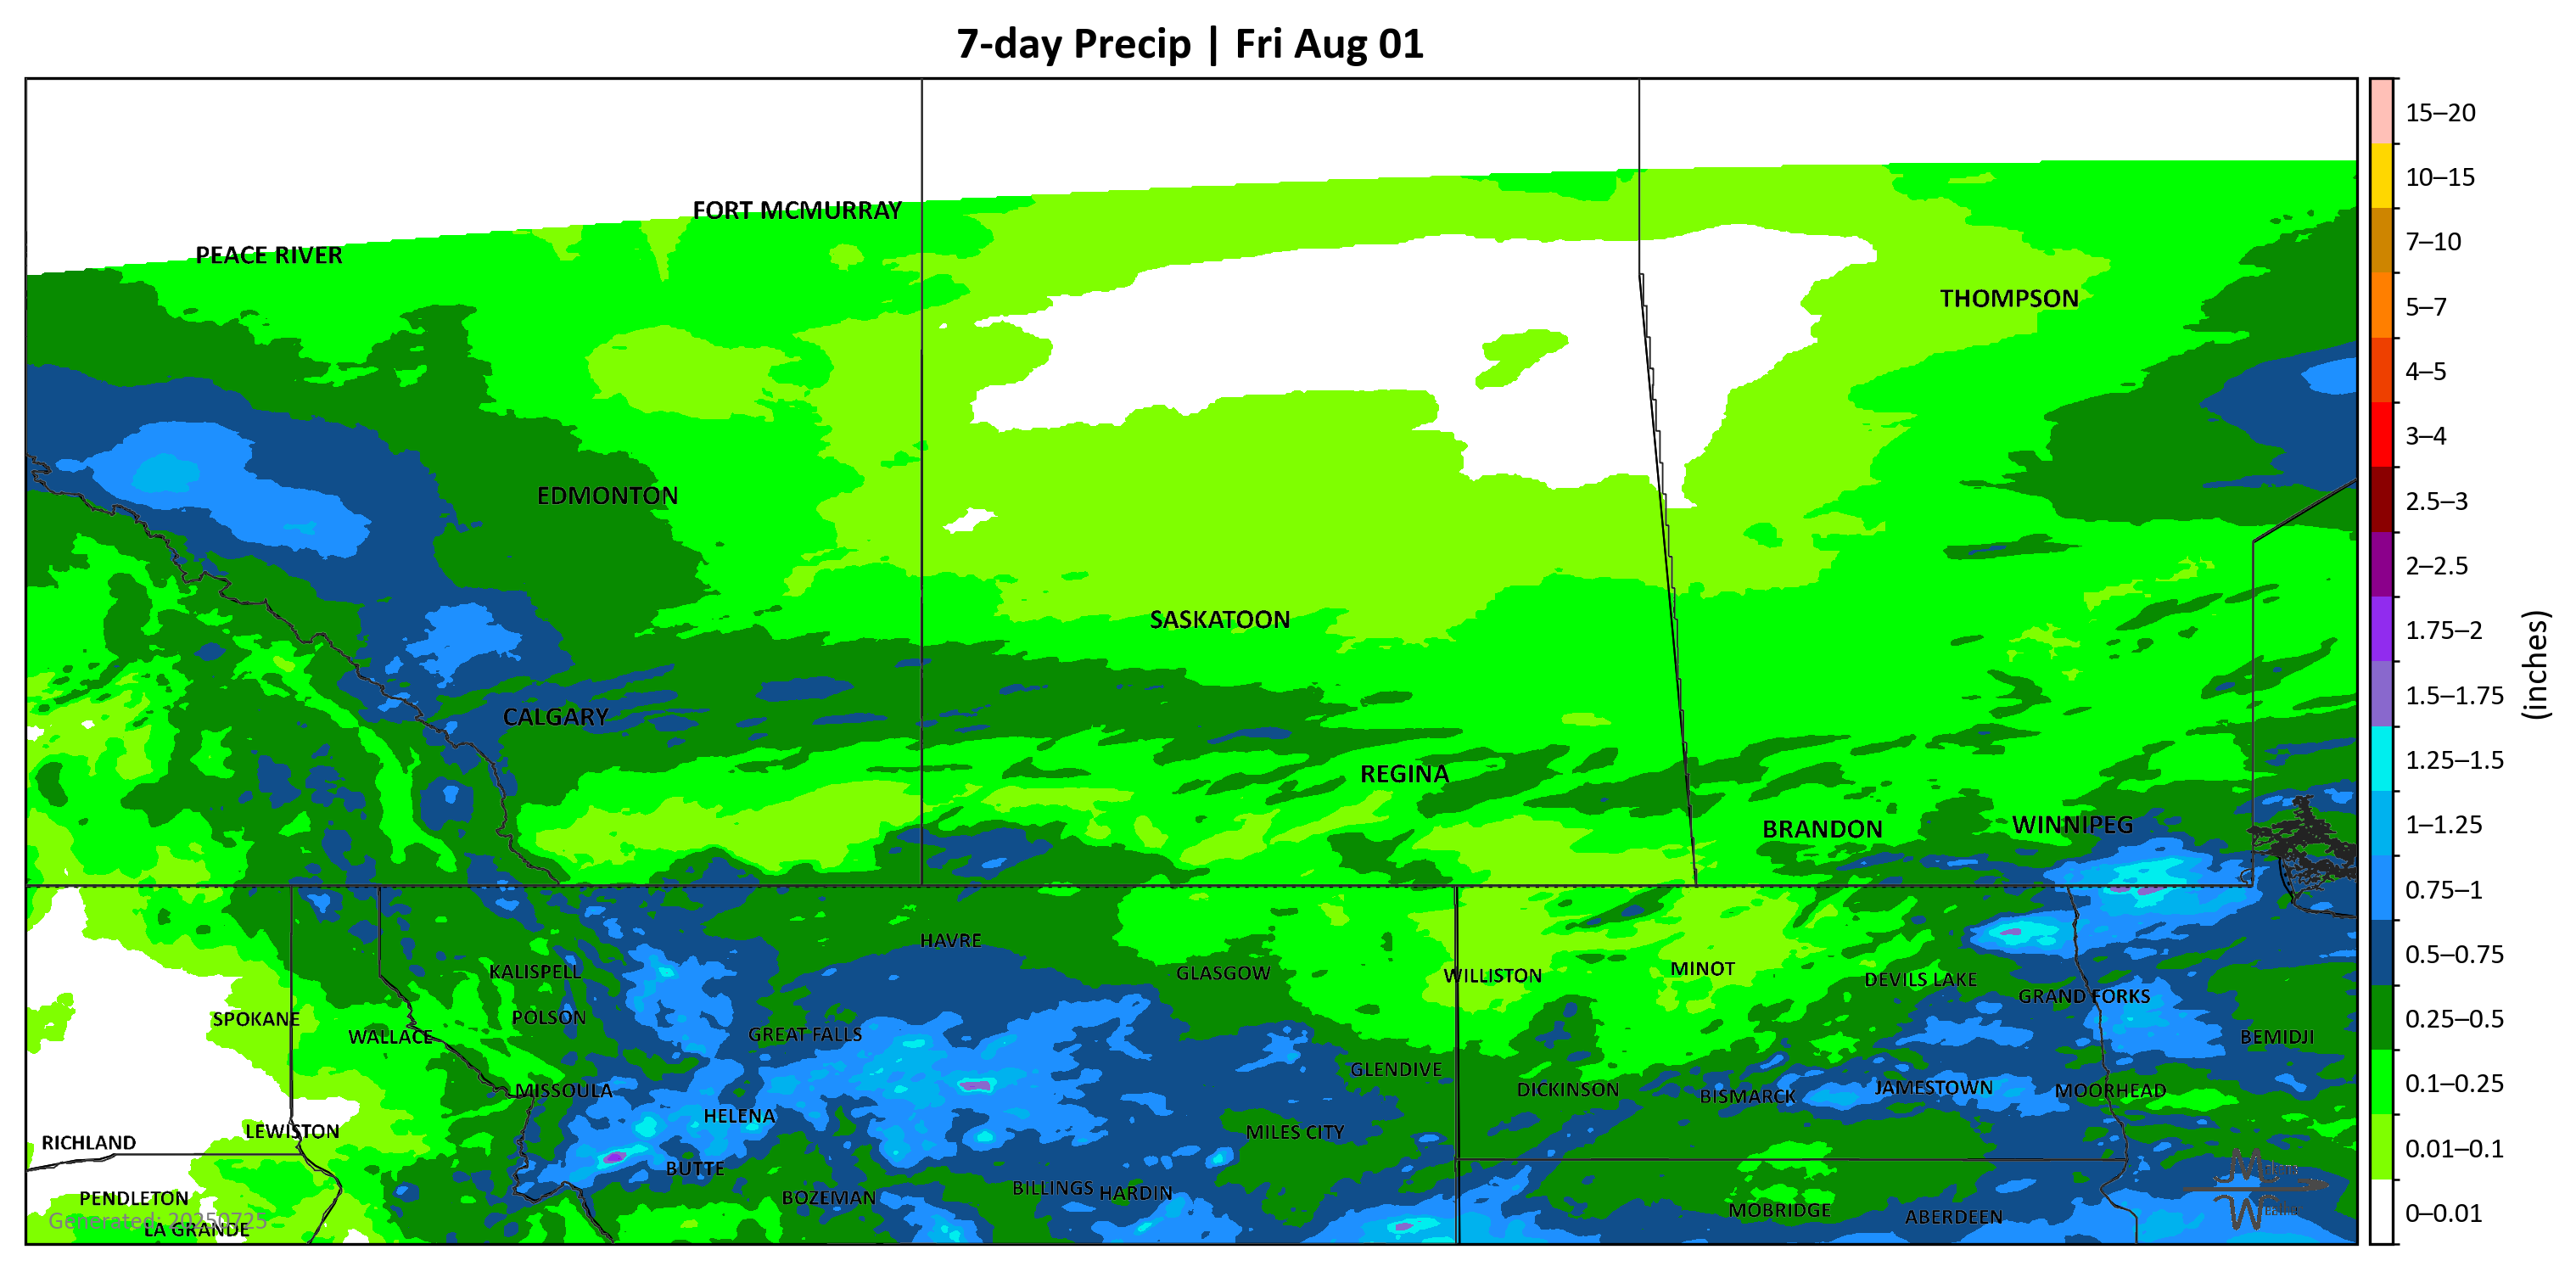 7-day Precip | Fri Aug 01
15–20
10–15
7–10
5–7
4–5
3–4
2.5–3
2–2.5
1.75–2
1.5–1.75
1.25–1.5
1–1.25
0.75–1
0.5–0.75
0.25–0.5
0.1–0.25
0.01–0.1
0–0.01
(inches)
FORT MCMURRAY
PEACE RIVER
THOMPSON
EDMONTON
SASKATOON
CALGARY
REGINA
BRANDON
WINNIPEG
HAVRE
KALISPELL
GLASGOW
WILLISTON
MINOT
DEVILS LAKE
GRAND FORKS
SPOKANE
POLSON
WALLACE
GREAT FALLS
BEMIDJI
GLENDIVE
MISSOULA
DICKINSON
BISMARCK
JAMESTOWN
MOORHEAD
HELENA
LEWISTON
RICHLAND
MILES CITY
BUTTE
PENDLETON
BOZEMAN
BILLINGS
HARDIN
MOBRIDGE
ABERDEEN
Generated: 20250725
LA GRANDE